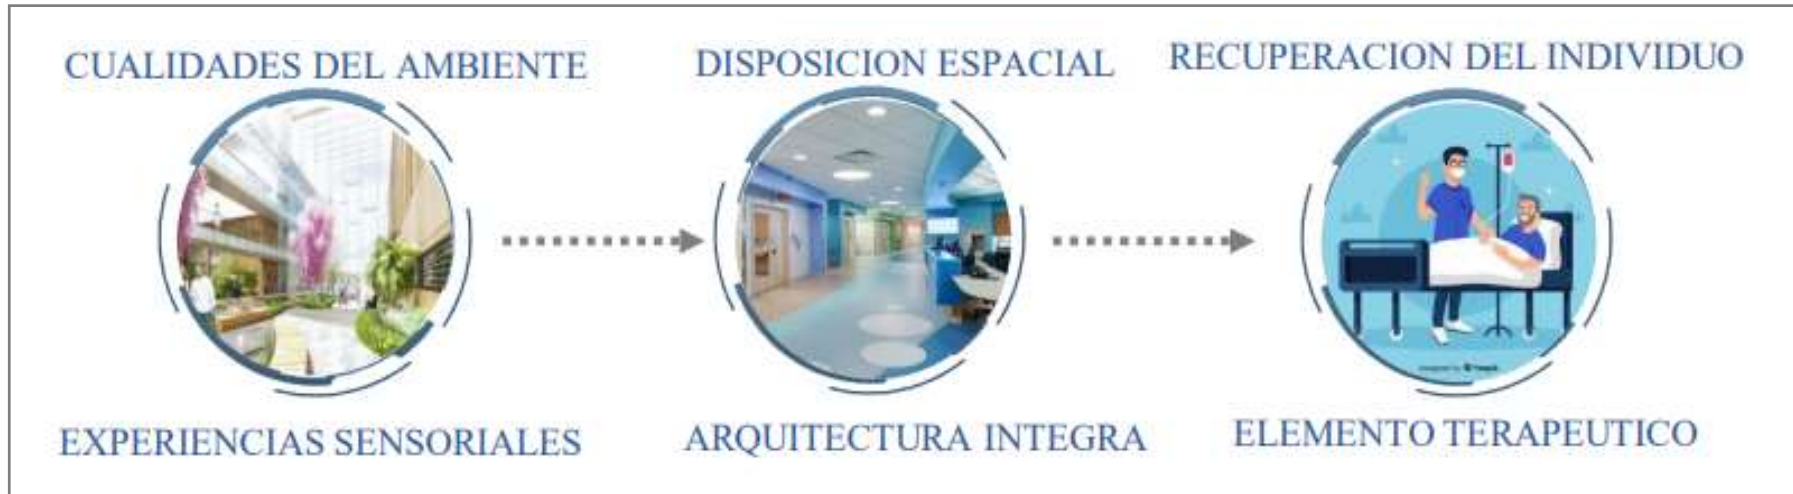 CUALIDADES DEL AMBIENTE
DISPOSICION ESPACIAL
RECUPERACION DEL INDIVIDUO
EXPERIENCIAS SENSORIALES
ARQUITECTURA INTEGRA
ELEMENTO TERAPEUTICO